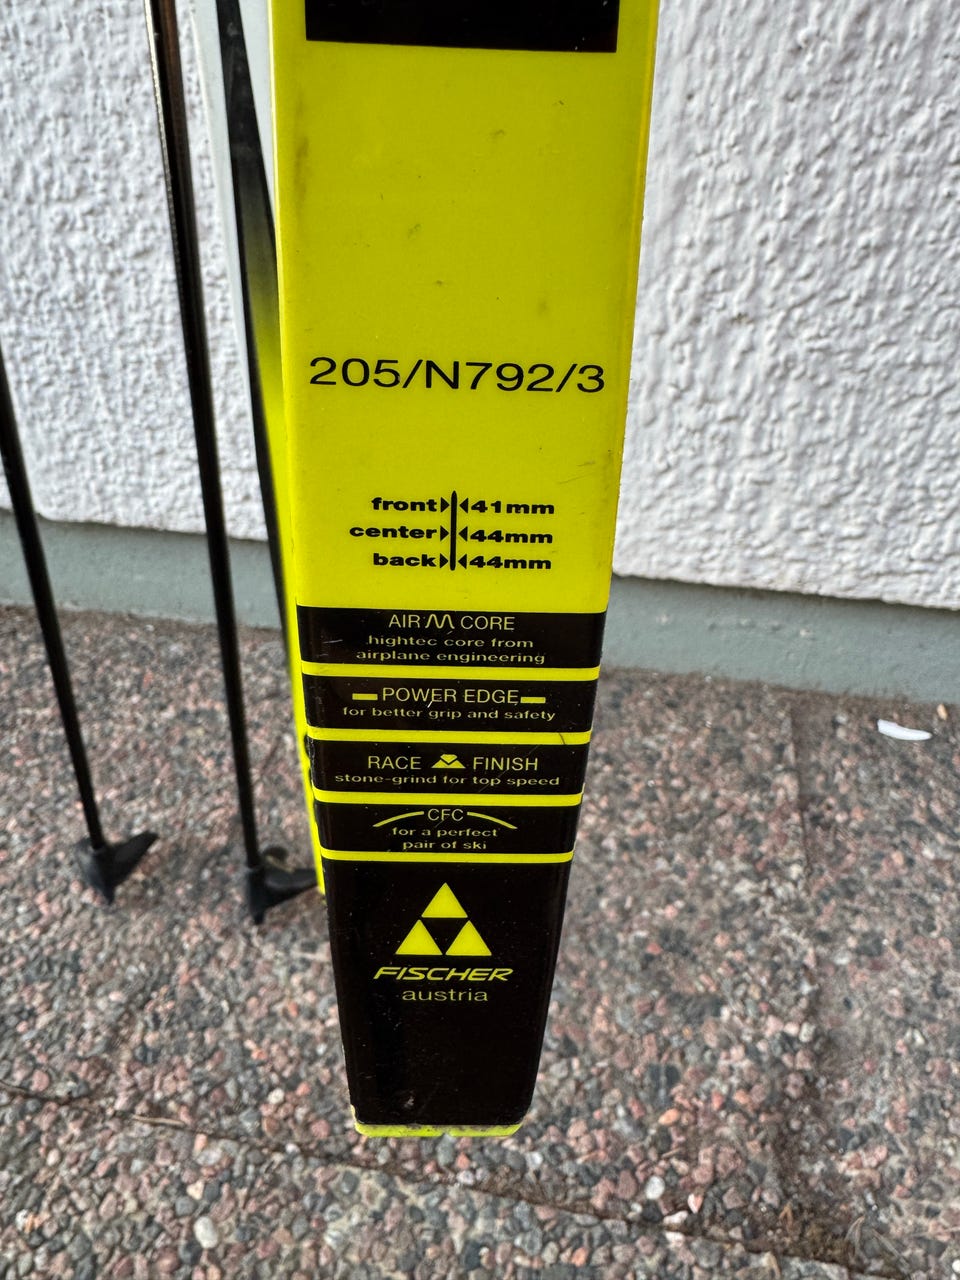 205/N792/3
front 41mm
center 44mm
back 44mm
AIR CORE
hightec core from
airplane engineering
POWER EDGE
for better grip and safety
RACE FINISH
stone-grind for top speed
CFC
for a perfect
pair of ski
FISCHER
austria